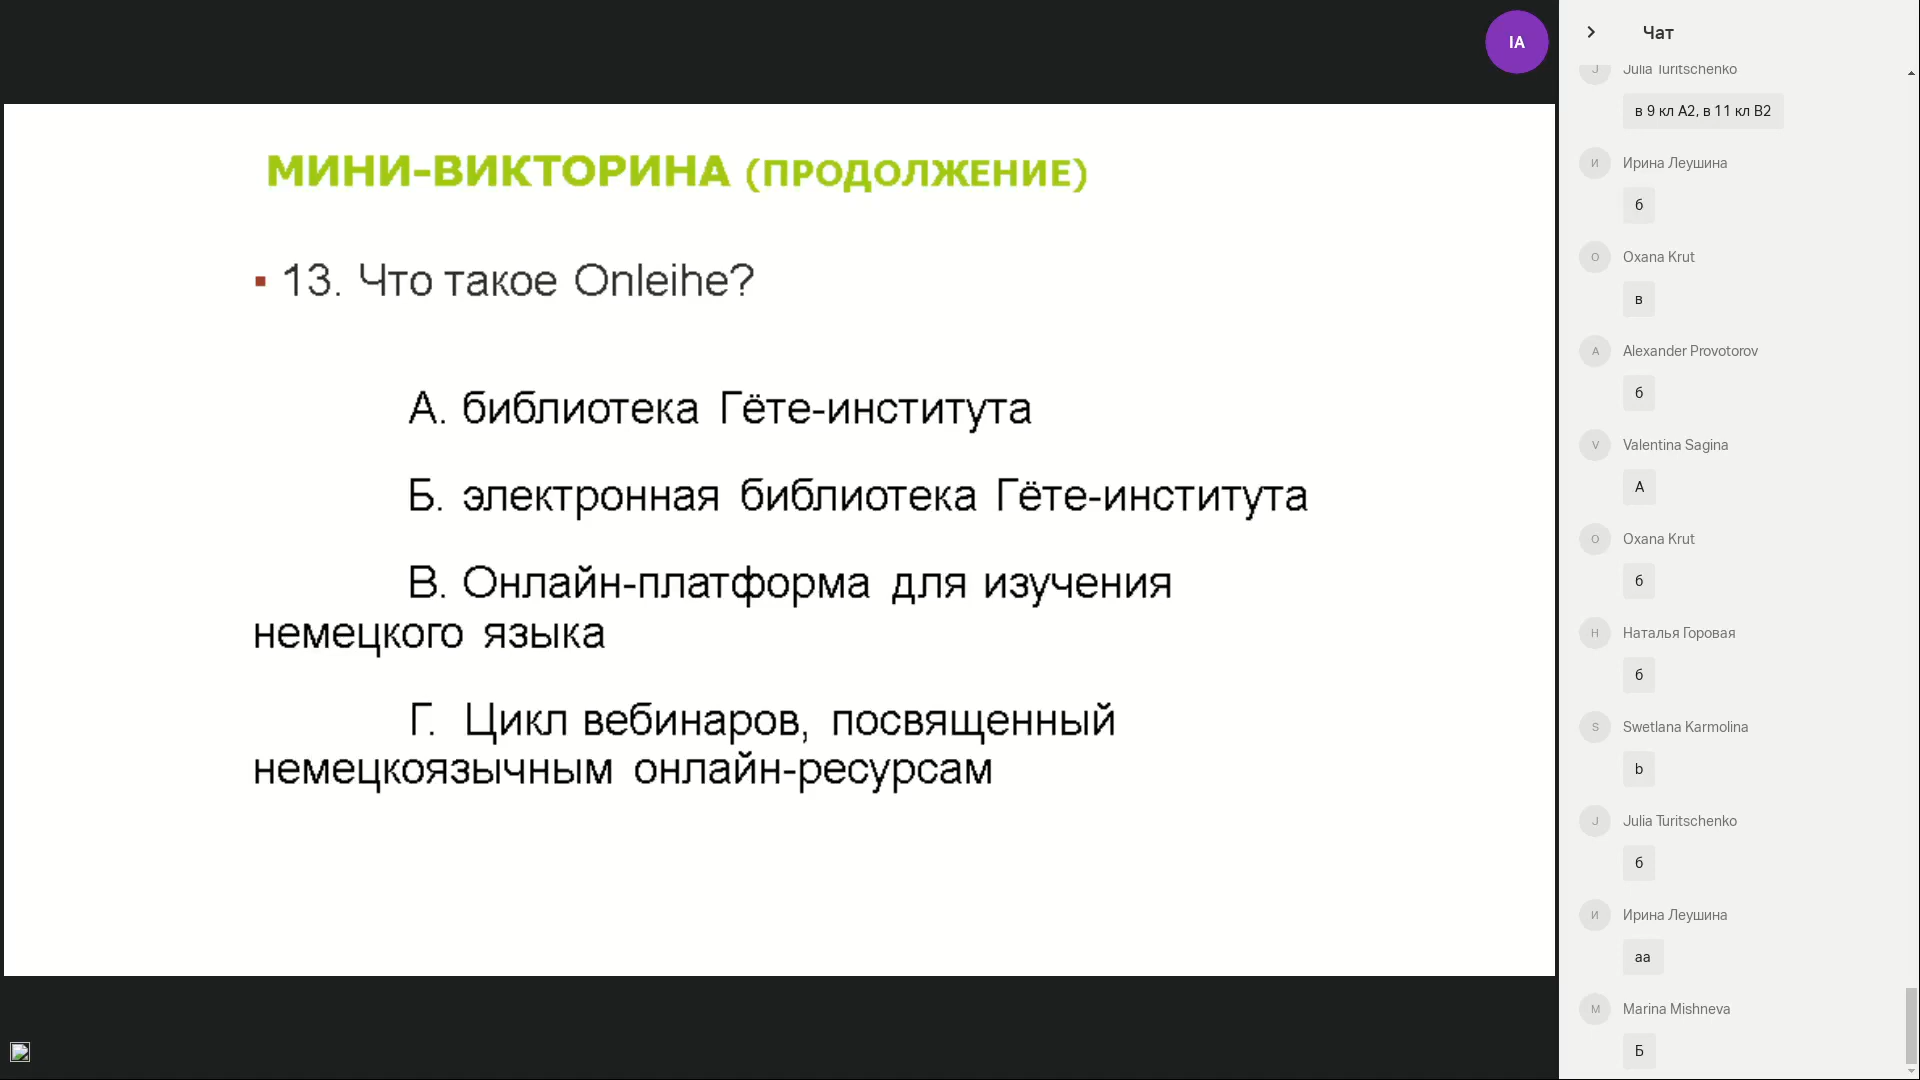 IA
МИНИ-ВИКТОРИНА (ПРОДОЛЖЕНИЕ)
▪ 13. Что такое Onleihe?
А. библиотека Гёте-института
Б. электронная библиотека Гёте-института
В. Онлайн-платформа для изучения
немецкого языка
Г. Цикл вебинаров, посвященный
немецкоязычным онлайн-ресурсам
Чат
J Julia Turitschenko
в 9 кл А2, в 11 кл В2
И Ирина Леушина
б
O Oxana Krut
в
A Alexander Provotorov
б
V Valentina Sagina
А
O Oxana Krut
б
Н Наталья Горовая
б
S Swetlana Karmolina
b
J Julia Turitschenko
б
И Ирина Леушина
аа
M Marina Mishneva
Б